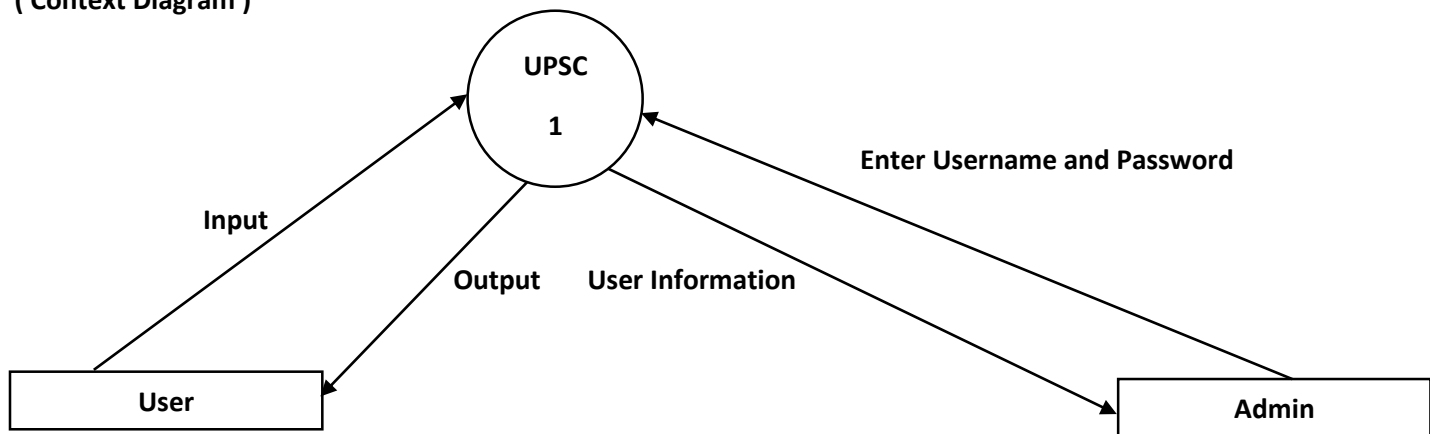 ( Context Diagram )
UPSC
1
Enter Username and Password
Input
Output
User Information
User
Admin